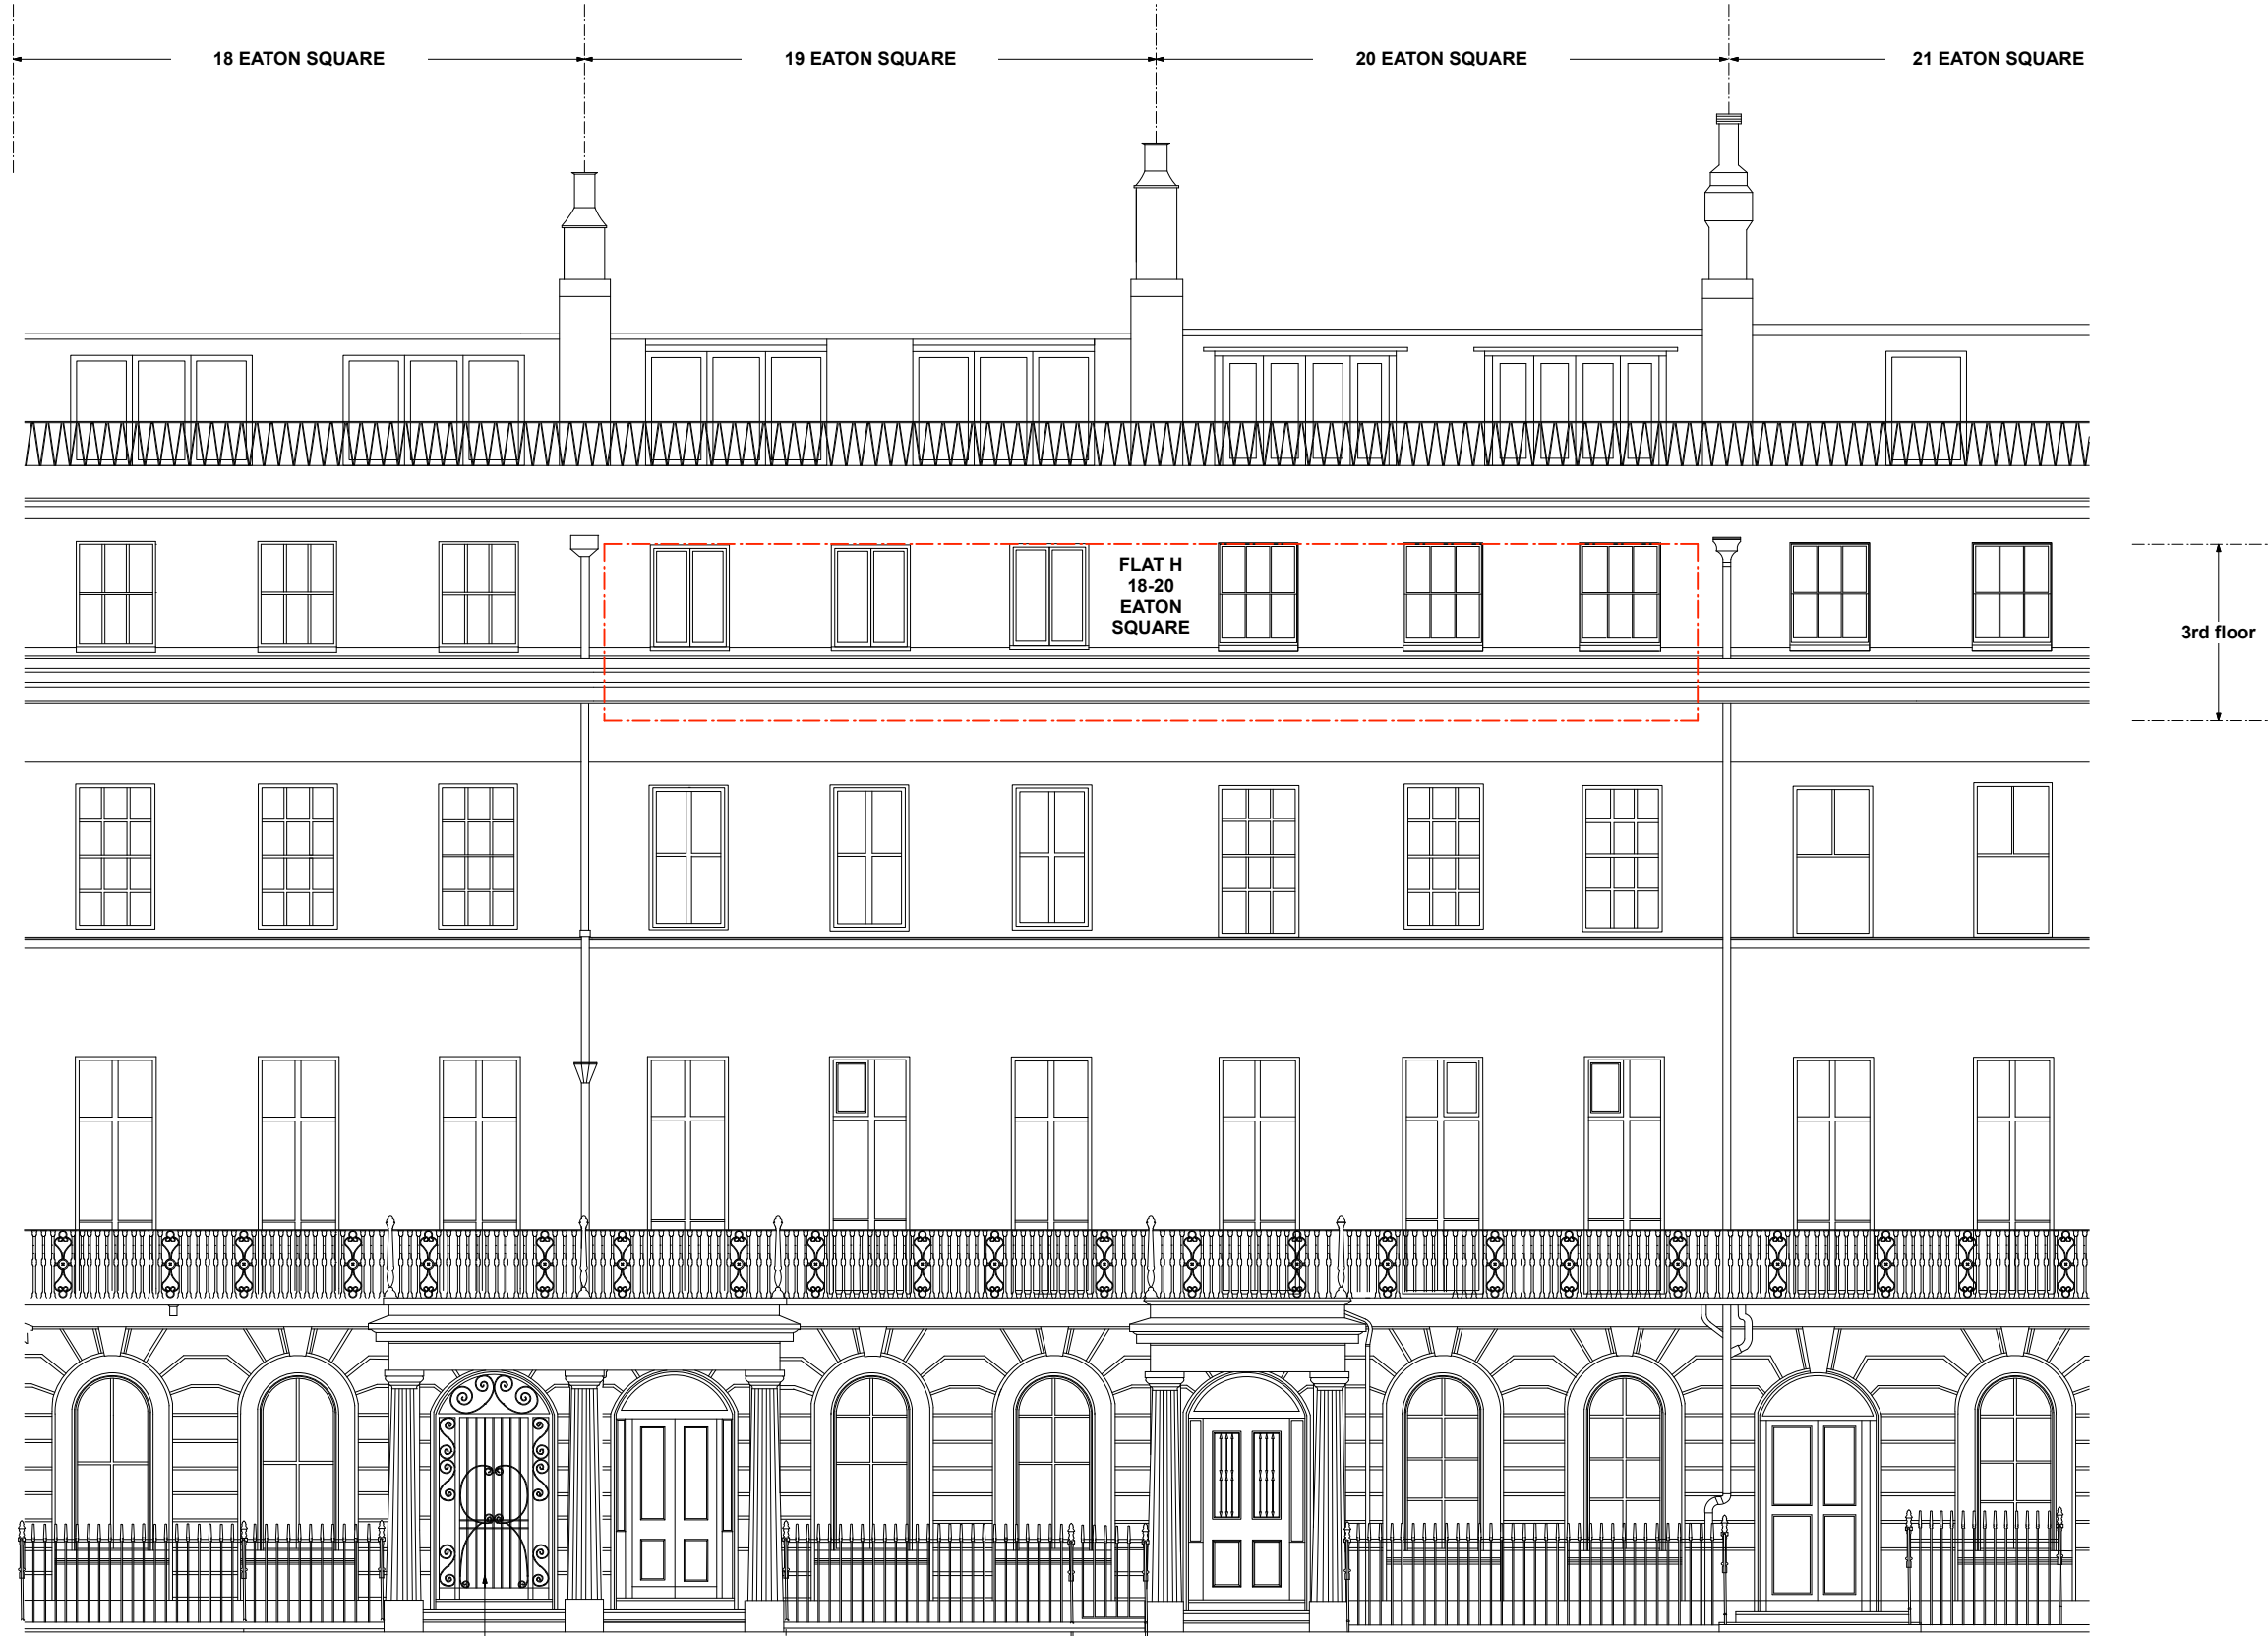 18 EATON SQUARE
19 EATON SQUARE
20 EATON SQUARE
21 EATON SQUARE
FLAT H
18-20
EATON
SQUARE
3rd floor